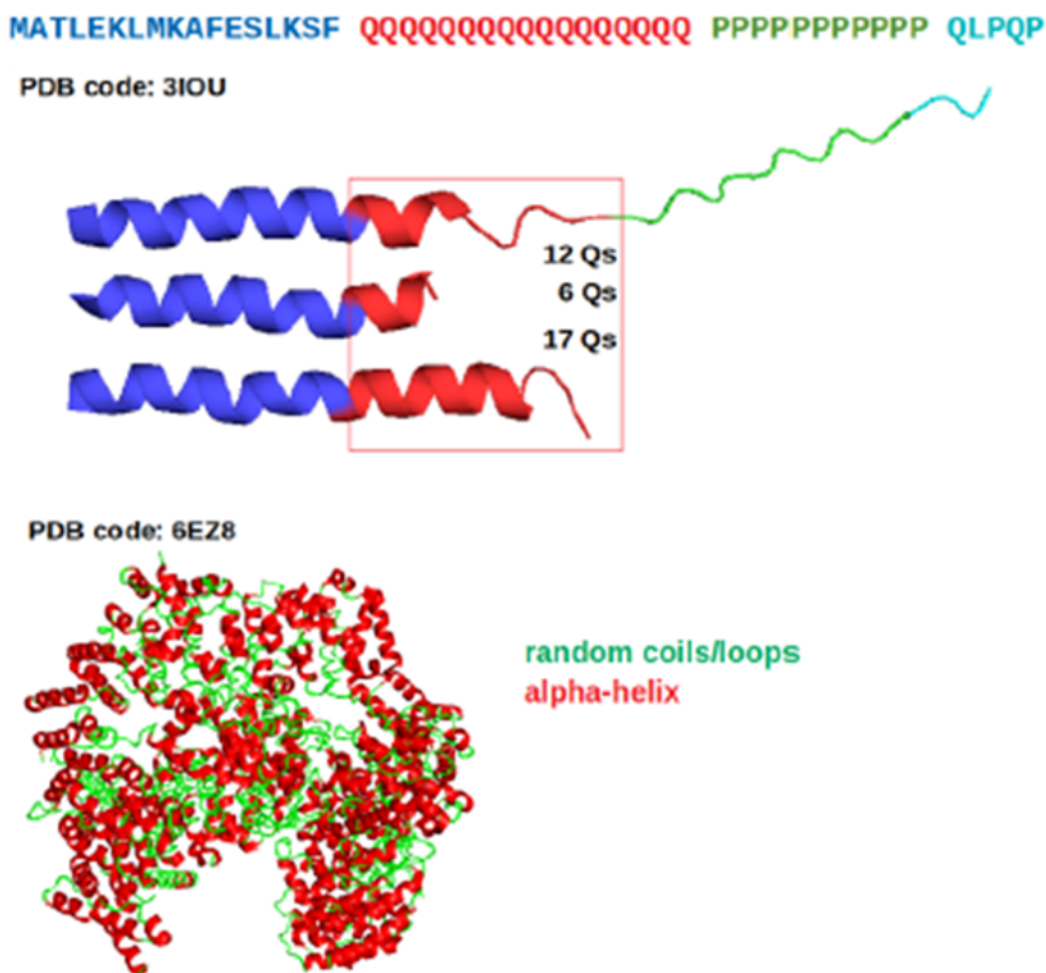 MATLEKLMKAFESLKSF QQQQQQQQQQQQQQQQQ PPPPPPPPPPP QLPQP
PDB code: 3IOU
12 Qs
6 Qs
17 Qs
PDB code: 6EZ8
random coils/loops
alpha-helix